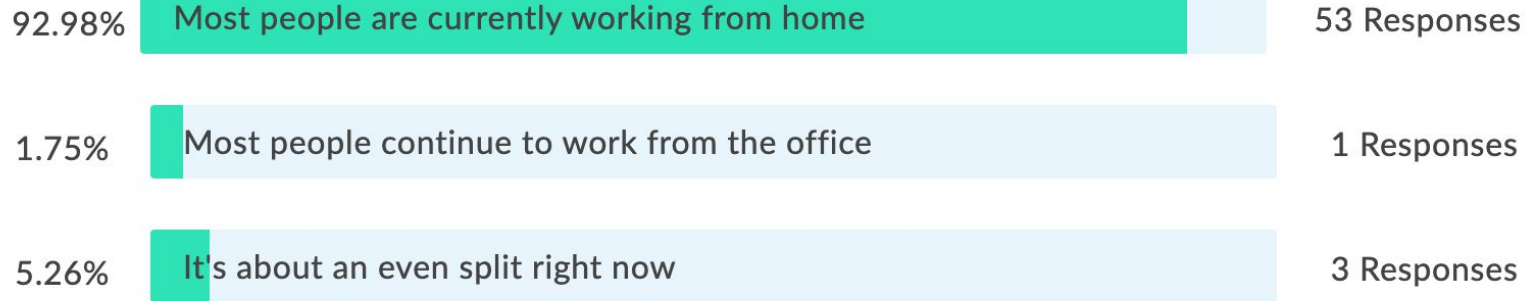 92.98% Most people are currently working from home 53 Responses
1.75% Most people continue to work from the office 1 Responses
5.26% It's about an even split right now 3 Responses